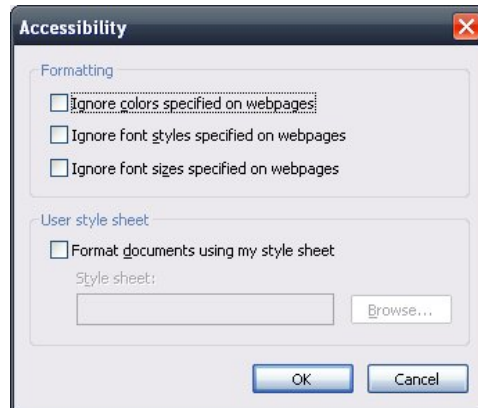 Accessibility
Formatting
Ignore colors specified on webpages
Ignore font styles specified on webpages
Ignore font sizes specified on webpages
User style sheet
Format documents using my style sheet
Style sheet:
Browse...
OK Cancel